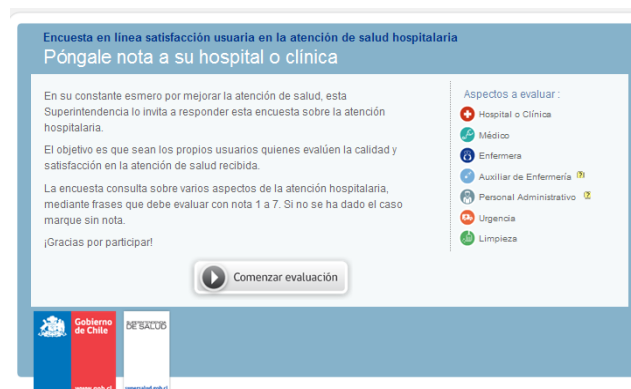 Encuesta en línea satisfacción usuaria en la atención de salud hospitalaria
Póngale nota a su hospital o clínica
En su constante esmero por mejorar la atención de salud, esta
Superintendencia lo invita a responder esta encuesta sobre la atención
hospitalaria.
El objetivo es que sean los propios usuarios quienes evalúen la calidad y
satisfacción en la atención de salud recibida.
La encuesta consulta sobre varios aspectos de la atención hospitalaria,
mediante frases que debe evaluar con nota 1 a 7. Si no se ha dado el caso
marque sin nota.
¡Gracias por participar!
Comenzar evaluación
Aspectos a evaluar :
Hospital o Clínica
Médico
Enfermera
Auxiliar de Enfermería (?)
Personal Administrativo (?)
Urgencia
Limpieza
Gobierno
de Chile
DE SALUD